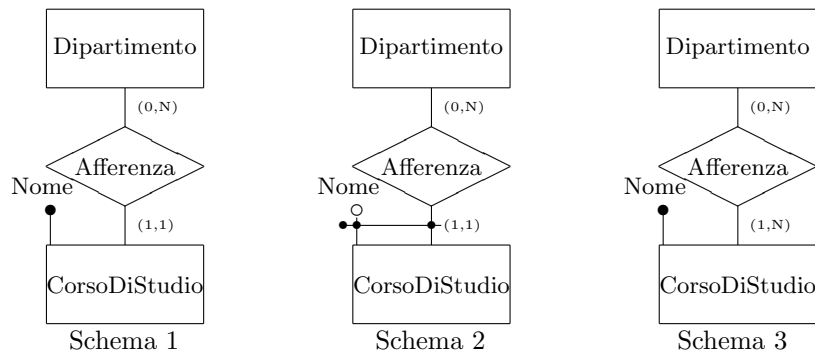 Dipartimento
(0,N)
Afferenza
Nome
(1,1)
CorsoDiStudio
Schema 1
Dipartimento
(0,N)
Afferenza
Nome
(1,1)
CorsoDiStudio
Schema 2
Dipartimento
(0,N)
Afferenza
Nome
(1,N)
CorsoDiStudio
Schema 3